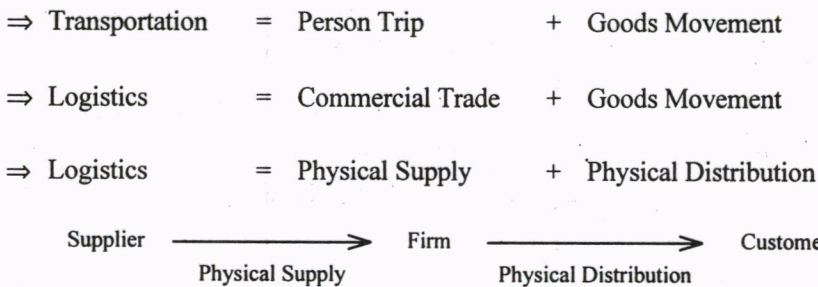 ⇒ Transportation = Person Trip + Goods Movement
⇒ Logistics = Commercial Trade + Goods Movement
⇒ Logistics = Physical Supply + Physical Distribution
Supplier Firm Custome
Physical Supply Physical Distribution